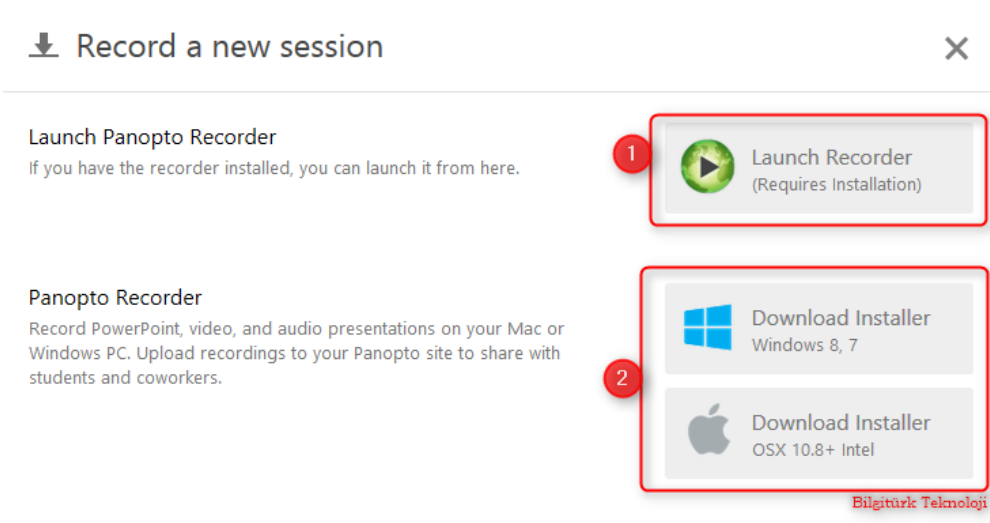 Record a new session
Launch Panopto Recorder
If you have the recorder installed, you can launch it from here.
1
Launch Recorder
(Requires Installation)
Panopto Recorder
Record PowerPoint, video, and audio presentations on your Mac or
Windows PC. Upload recordings to your Panopto site to share with
students and coworkers.
2
Download Installer
Windows 8, 7
Download Installer
OSX 10.8+ Intel
Bilgitürk Teknoloji